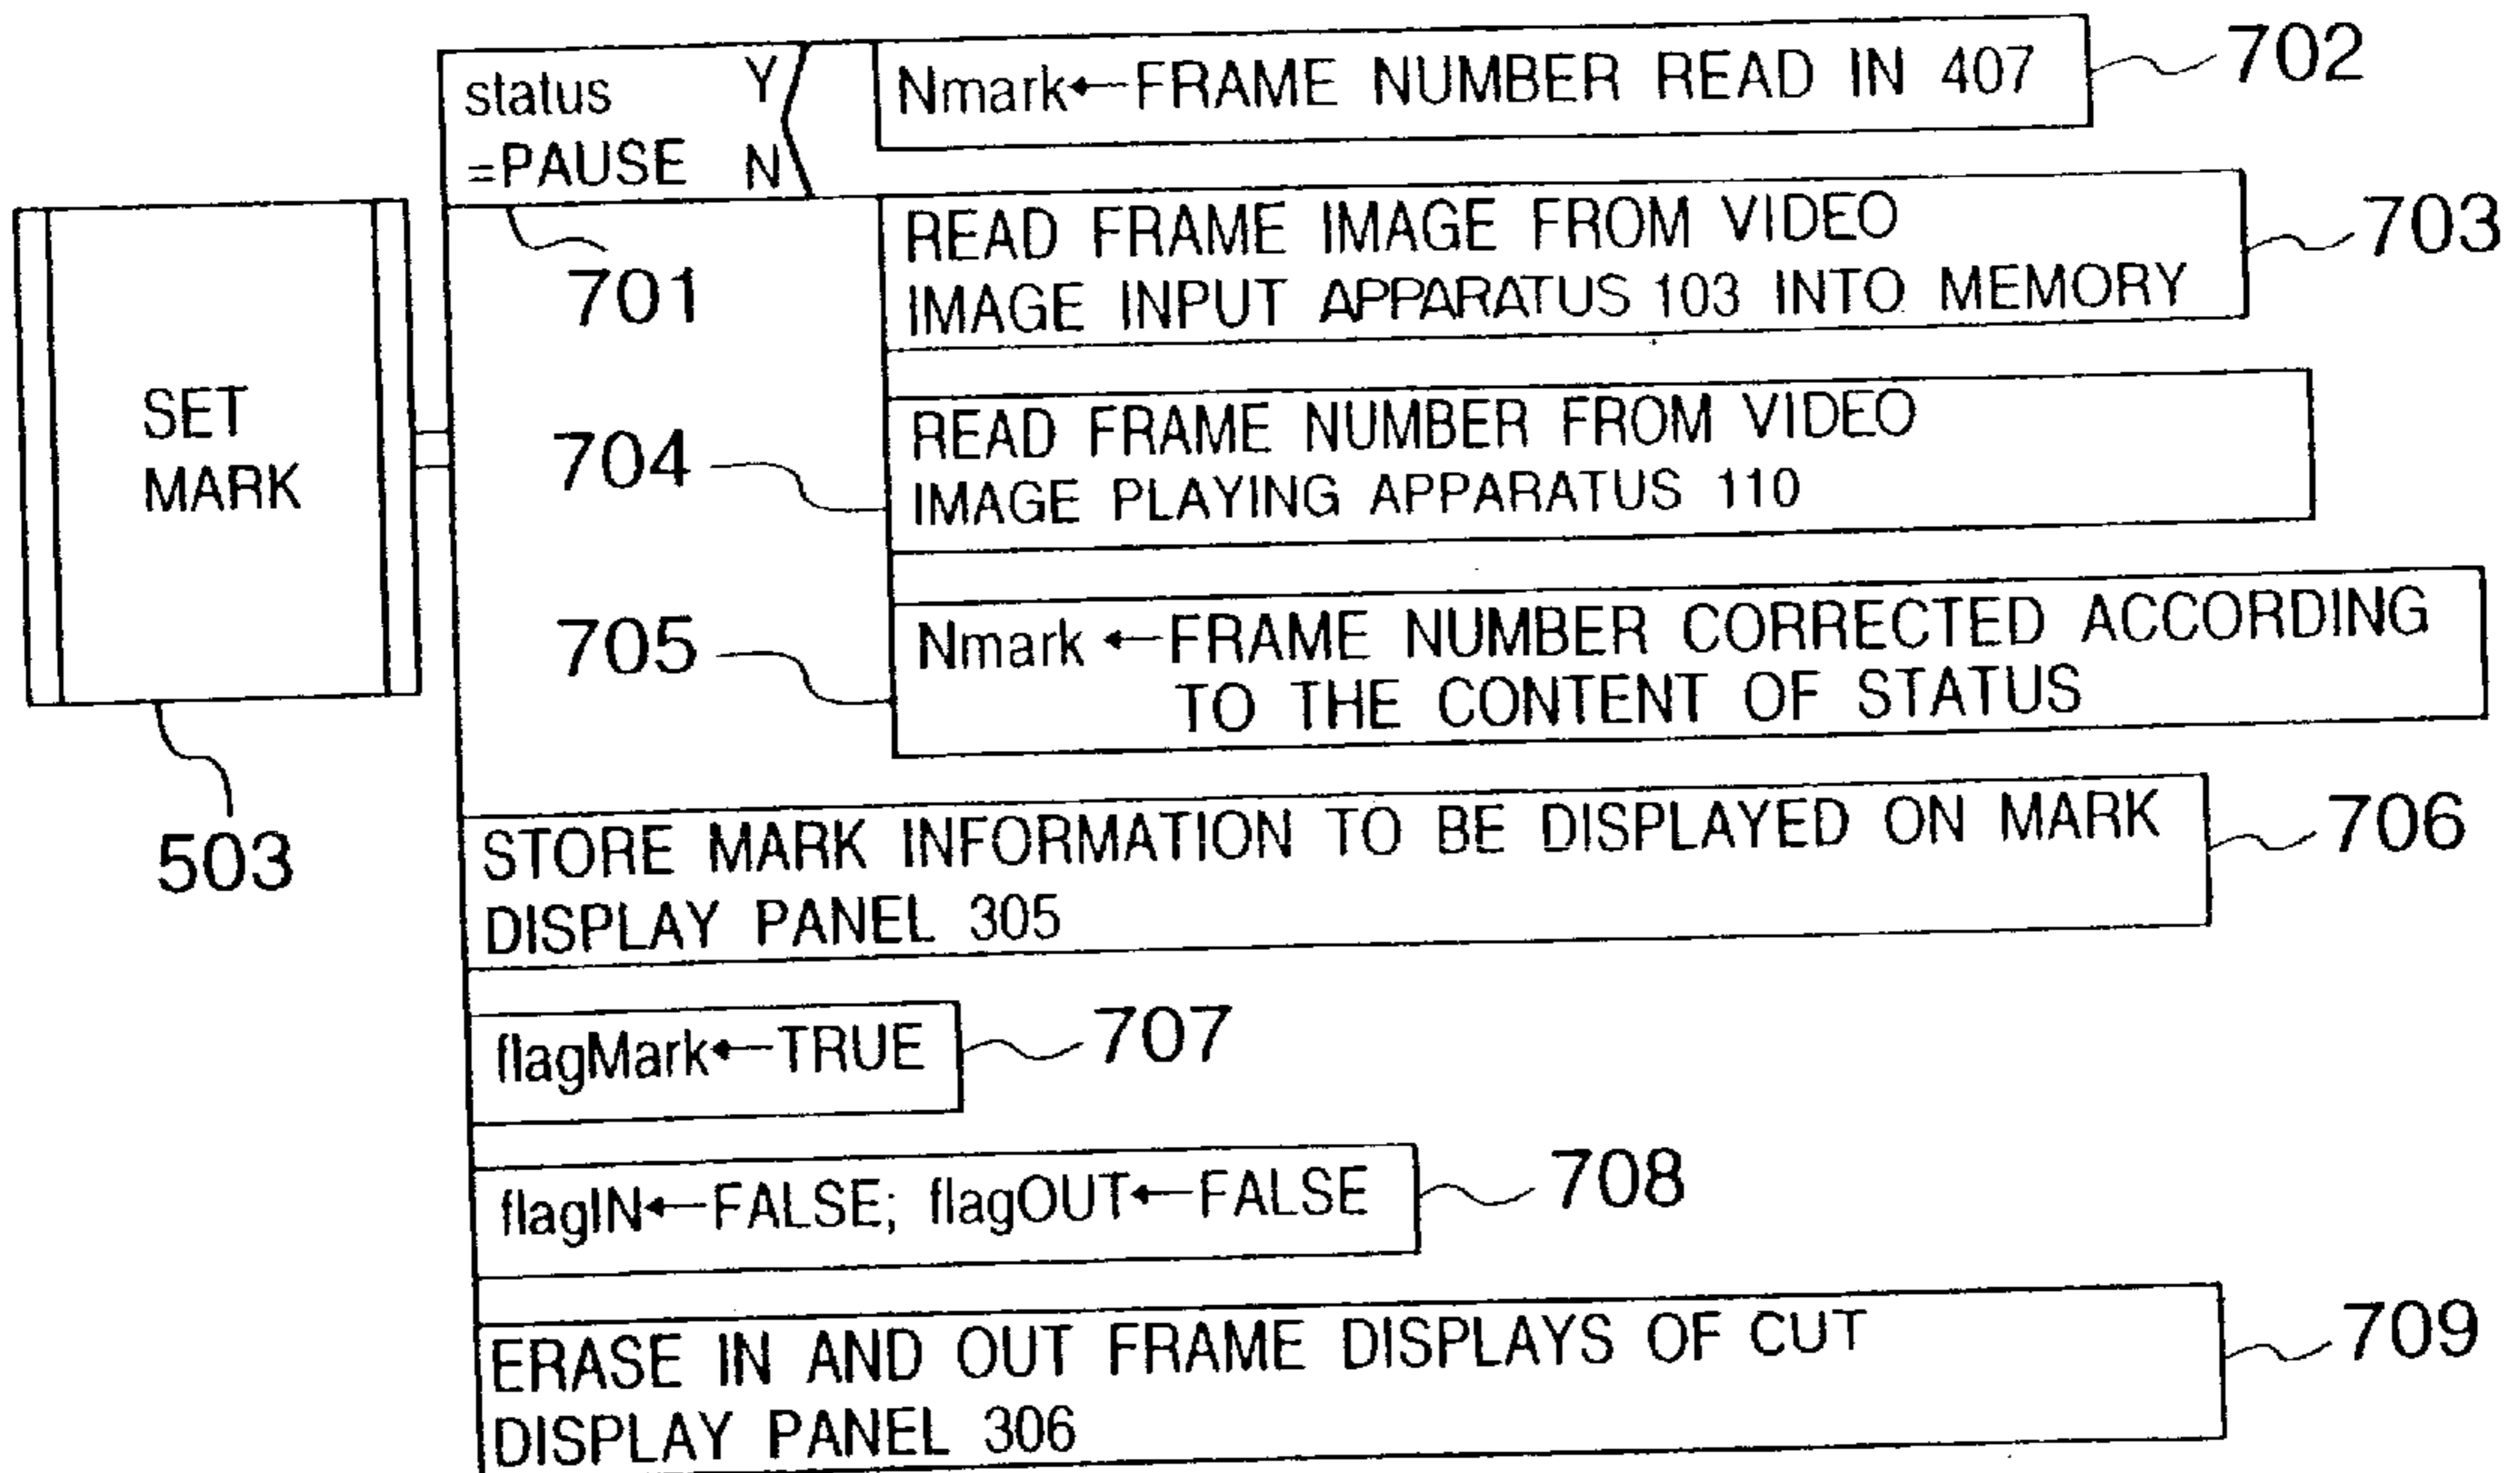 status Y
=PAUSE N
701
Nmark←FRAME NUMBER READ IN 407
702
READ FRAME IMAGE FROM VIDEO
IMAGE INPUT APPARATUS 103 INTO MEMORY
703
SET
MARK
503
704
READ FRAME NUMBER FROM VIDEO
IMAGE PLAYING APPARATUS 110
705
Nmark←FRAME NUMBER CORRECTED ACCORDING
TO THE CONTENT OF STATUS
STORE MARK INFORMATION TO BE DISPLAYED ON MARK
DISPLAY PANEL 305
706
flagMark←TRUE
707
flagIN←FALSE; flagOUT←FALSE
708
ERASE IN AND OUT FRAME DISPLAYS OF CUT
DISPLAY PANEL 306
709